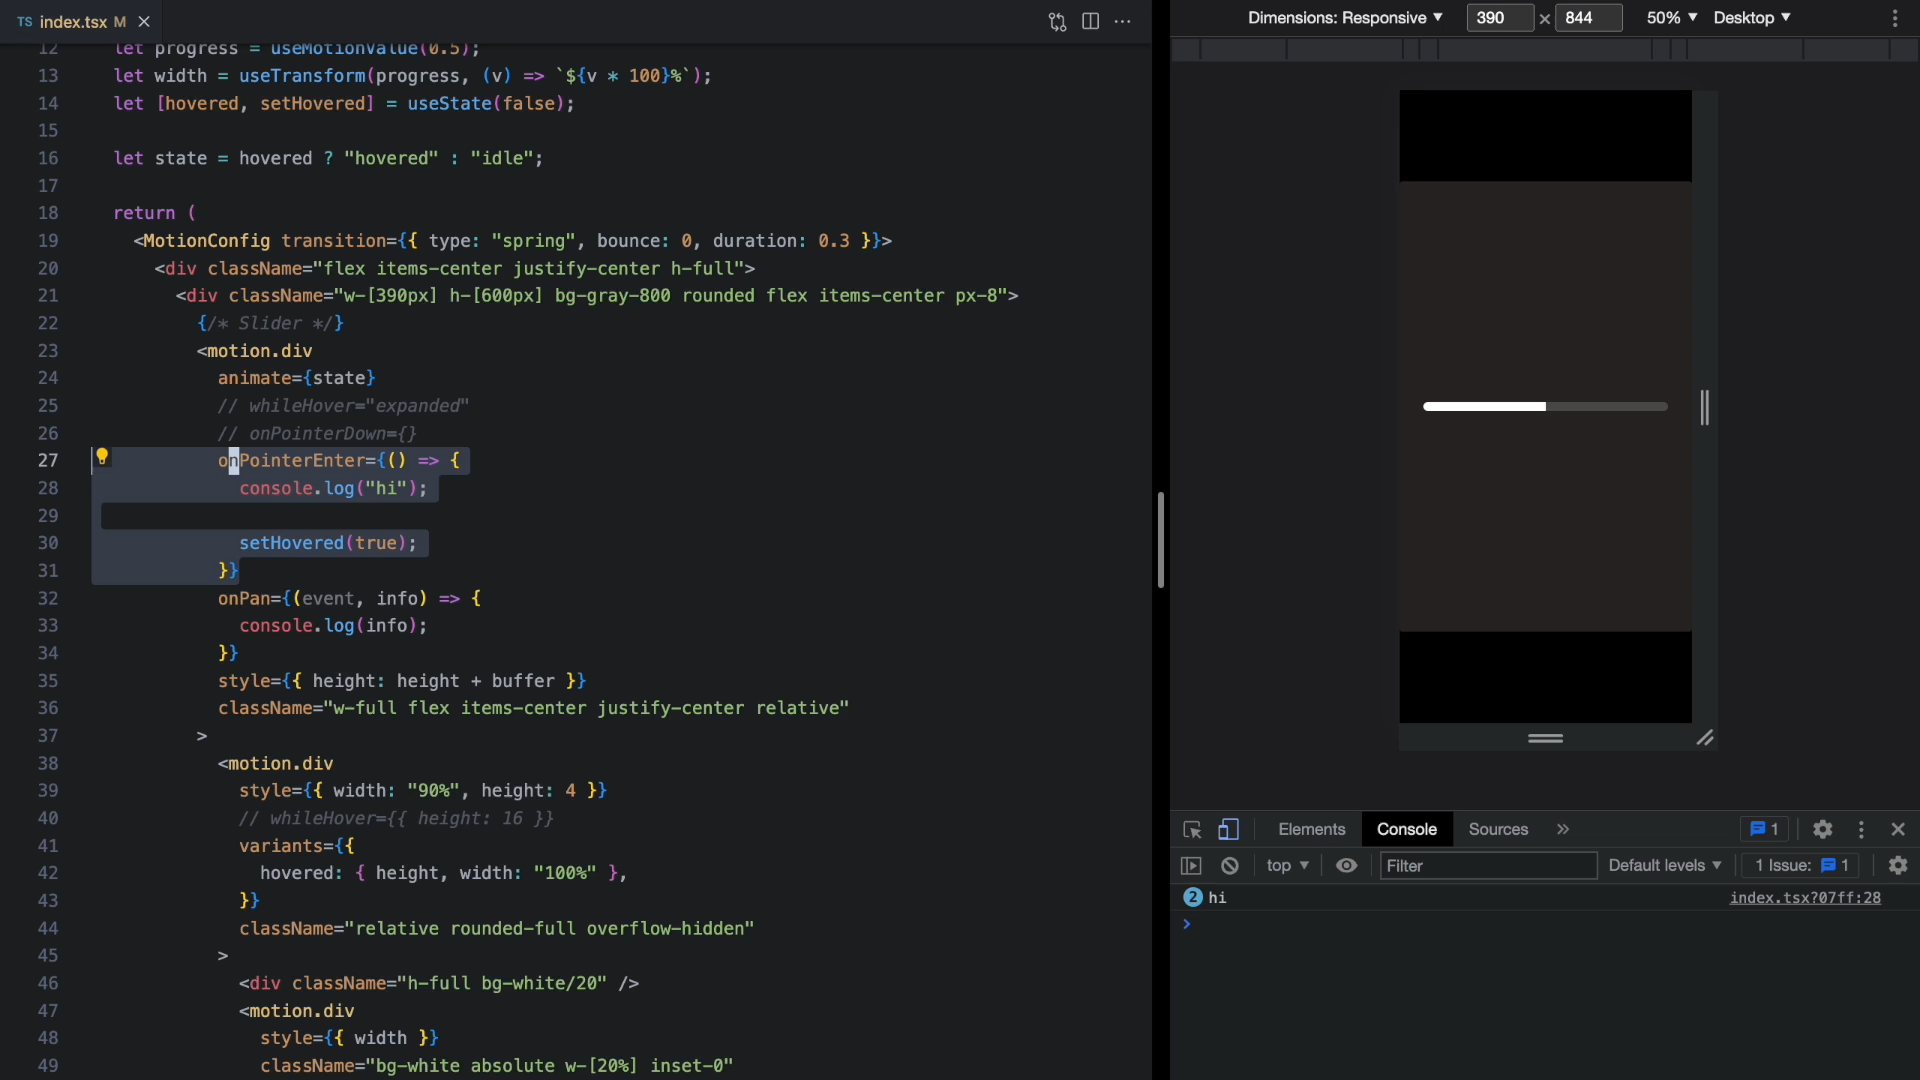 TS index.tsx M
12 let progress = useMotionValue(0.5);
13 let width = useTransform(progress, (v) => `${v * 100}%`);
14 let [hovered, setHovered] = useState(false);
15
16 let state = hovered ? "hovered" : "idle";
17
18 return (
19 <MotionConfig transition={{ type: "spring", bounce: 0, duration: 0.3 }}>
20 <div className="flex items-center justify-center h-full">
21 <div className="w-[390px] h-[600px] bg-gray-800 rounded flex items-center px-8">
22 {/* Slider */}
23 <motion.div
24 animate={state}
25 // whileHover="expanded"
26 // onPointerDown={}
27 onPointerEnter={() => {
28 console.log("hi");
29
30 setHovered(true);
31 }}
32 onPan={(event, info) => {
33 console.log(info);
34 }}
35 style={{ height: height + buffer }}
36 className="w-full flex items-center justify-center relative"
37 >
38 <motion.div
39 style={{ width: "90%", height: 4 }}
40 // whileHover={{ height: 16 }}
41 variants={{
42 hovered: { height, width: "100%" },
43 }}
44 className="relative rounded-full overflow-hidden"
45 >
46 <div className="h-full bg-white/20" />
47 <motion.div
48 style={{ width }}
49 className="bg-white absolute w-[20%] inset-0"
Dimensions: Responsive ▼ 390 × 844 50% ▼ Desktop ▼
Elements Console Sources » 1
top ▼ Filter Default levels ▼ 1 Issue: 1
2 hi index.tsx?07ff:28